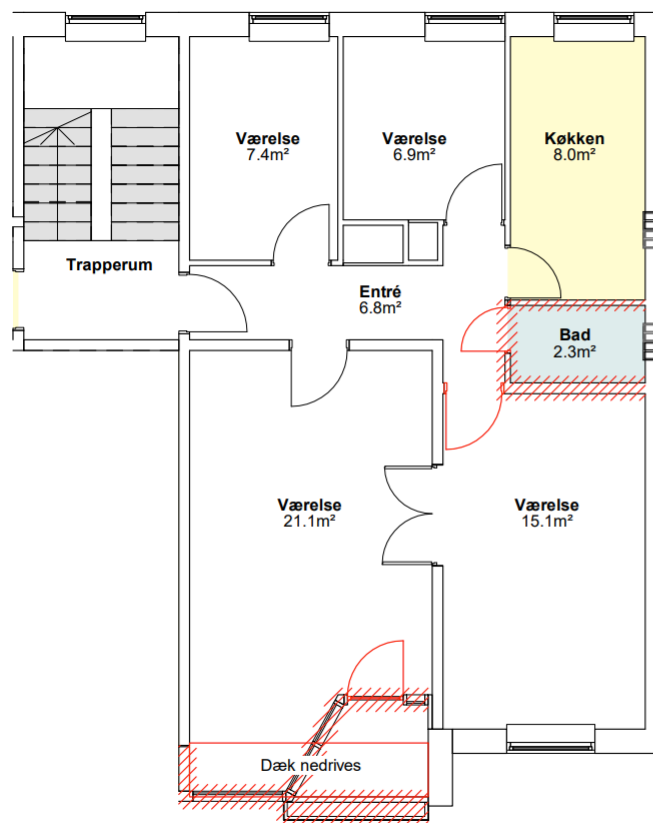 Værelse
7.4m²
Værelse
6.9m²
Køkken
8.0m²
Trapperum
Entré
6.8m²
Bad
2.3m²
Værelse
21.1m²
Værelse
15.1m²
Dæk nedrives